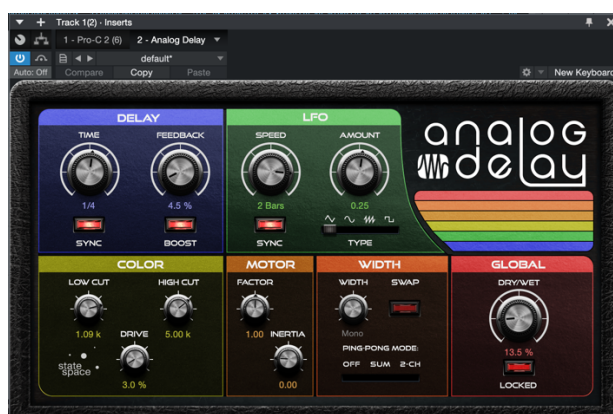 Track 1(2) · Inserts
1 - Pro-C 2 (6) 2 - Analog Delay
default*
Auto: Off Compare Copy Paste New Keyboar
DELAY LFO
TIME FEEDBACK SPEED AMOUNT
analog
delay
1/4 4.5 % 2 Bars 0.25
SYNC BOOST SYNC TYPE
COLOR MOTOR WIDTH GLOBAL
LOW CUT HIGH CUT FACTOR WIDTH SWAP DRY/WET
1.09 k 5.00 k 1.00 Mono
DRIVE INERTIA PING-PONG MODE:
state
space
OFF SUM 2-CH 13.5 %
3.0 % 0.00 LOCKED